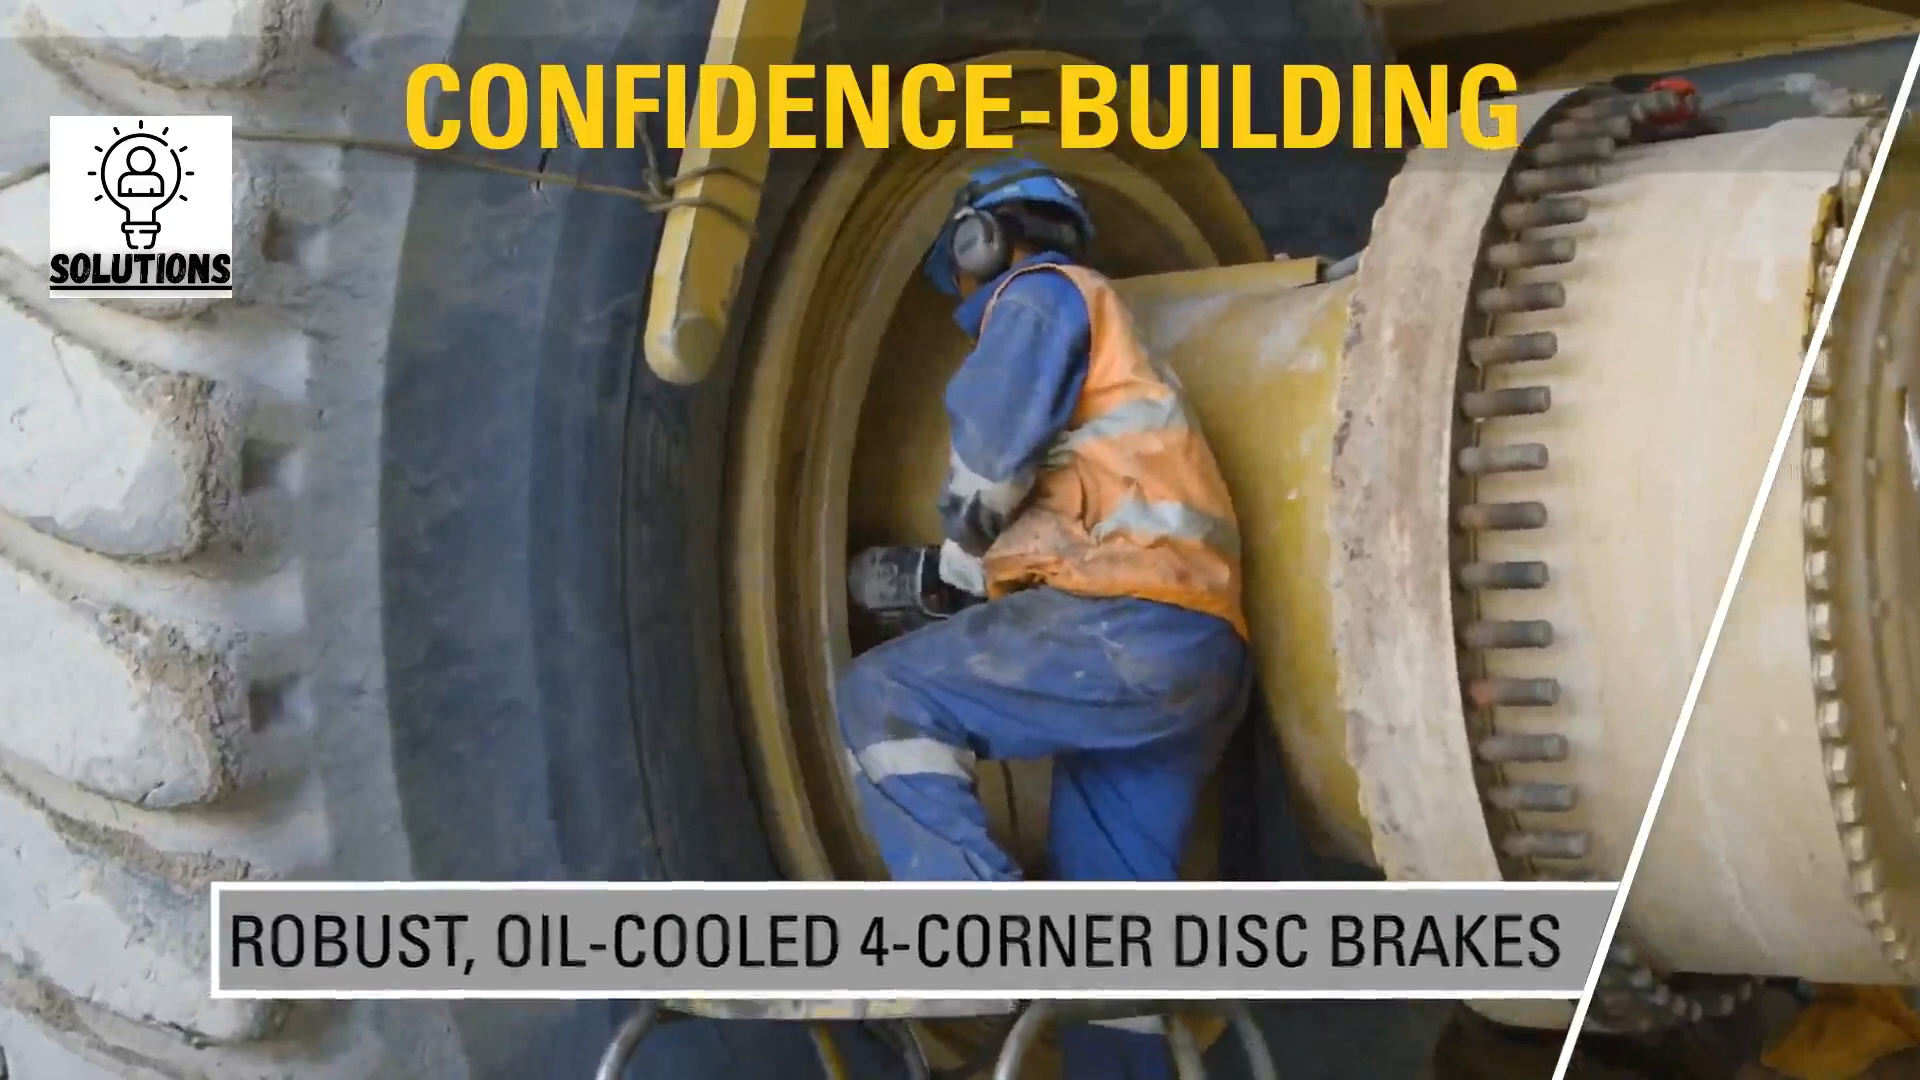 CONFIDENCE-BUILDING
SOLUTIONS
ROBUST, OIL-COOLED 4-CORNER DISC BRAKES